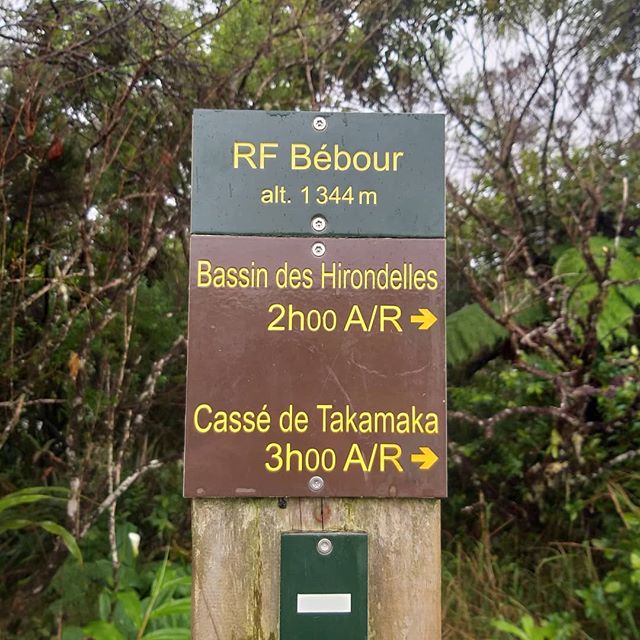 RF Bébour
alt. 1 344 m
Bassin des Hirondelles
2h00 A/R →
Cassé de Takamaka
3h00 A/R →